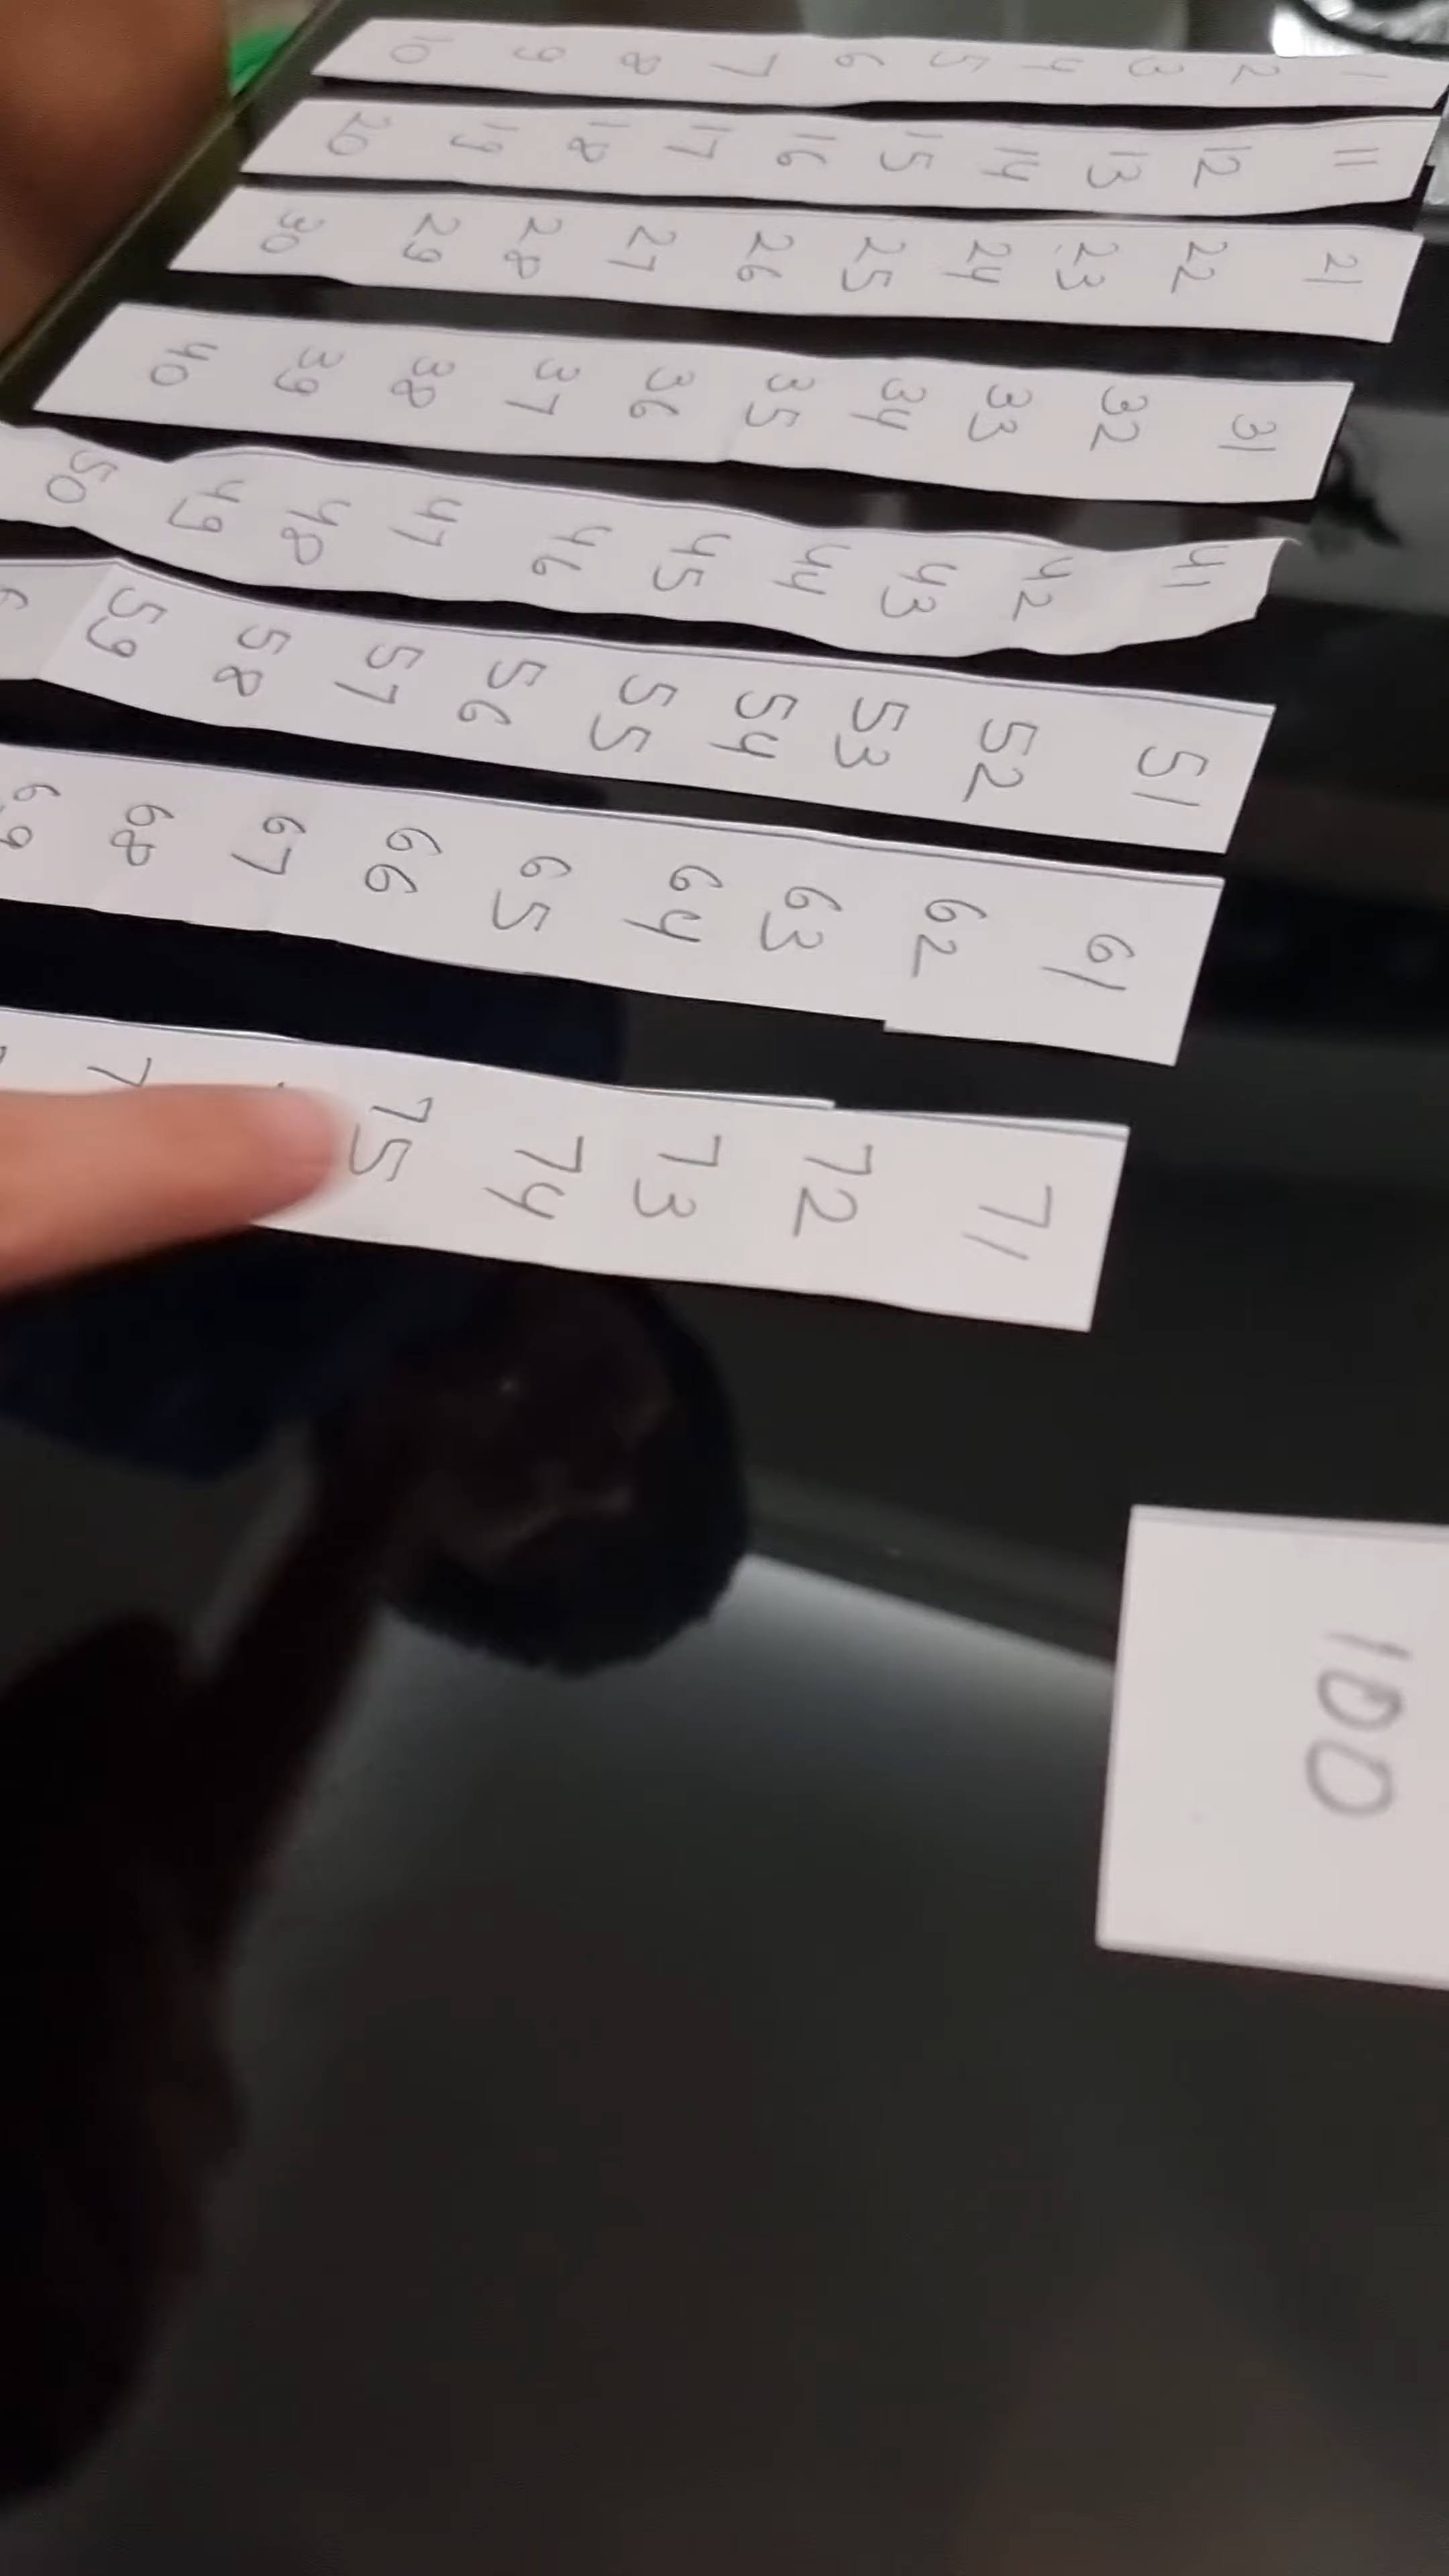 1 2 3 4 5 6 7 8 9 10
11 12 13 14 15 16 17 18 19 20
21 22 23 24 25 26 27 28 29 30
31 32 33 34 35 36 37 38 39 40
41 42 43 44 45 46 47 48 49 50
51 52 53 54 55 56 57 58 59
61 62 63 64 65 66 67 68 69
71 72 73 74 75
100